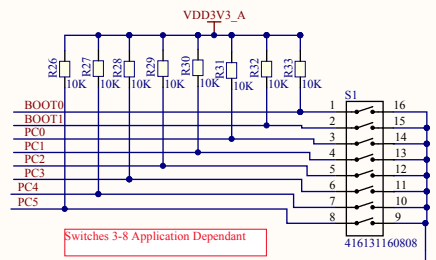 VDD3V3_A
R26
10K
R27
10K
R28
10K
R29
10K
R30
10K
R31
10K
R32
10K
R33
10K
S1
BOOT0
1
16
BOOT1
2
15
PC0
3
14
PC1
4
13
PC2
5
12
PC3
6
11
PC4
7
10
PC5
8
9
Switches 3-8 Application Dependant
416131160808